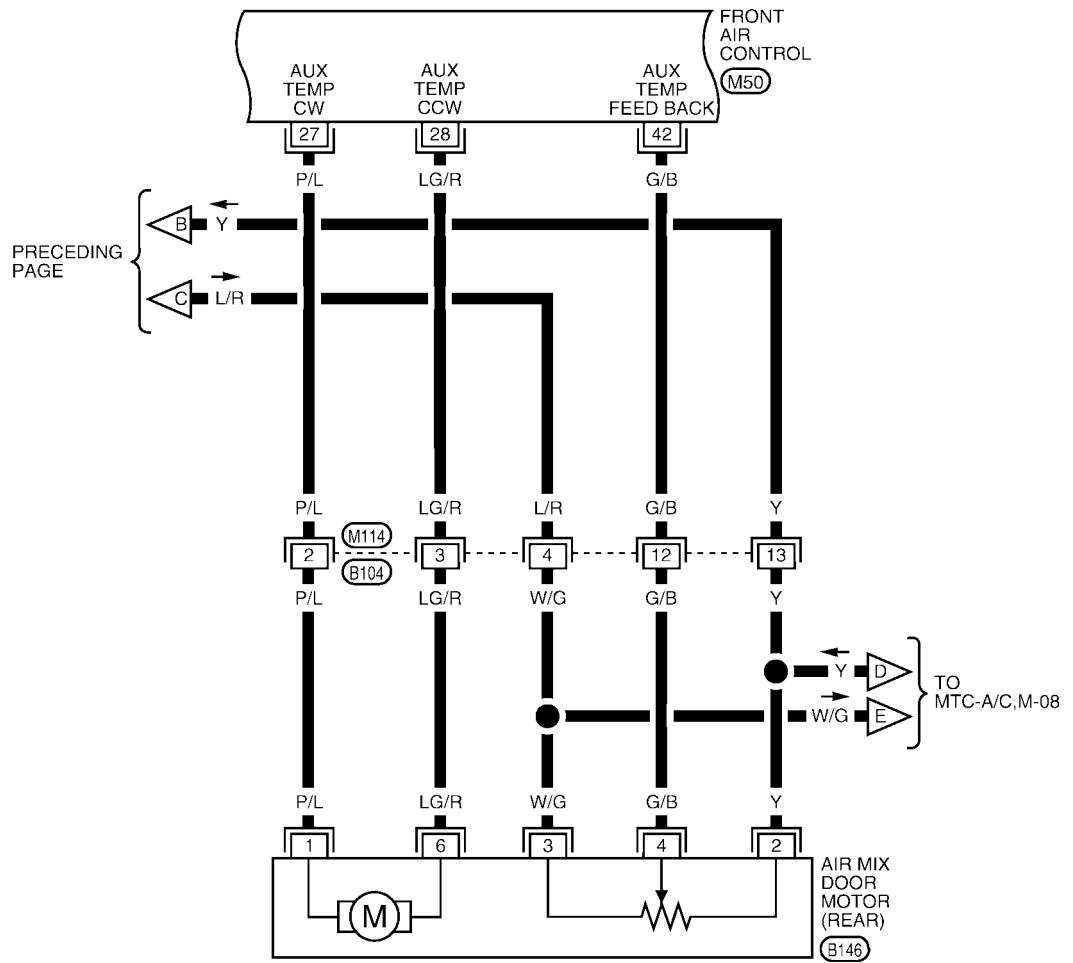 FRONT
AIR
CONTROL
M50
AUX
TEMP
CW
AUX
TEMP
CCW
AUX
TEMP
FEED BACK
27 28 42
P/L LG/R G/B
PRECEDING
PAGE
B Y
C L/R
P/L LG/R L/R G/B Y
M114
2 3 4 12 13
B104
P/L LG/R W/G G/B Y
Y D
W/G E
TO
MTC-A/C,M-08
P/L LG/R W/G G/B Y
1 6 3 4 2
M
AIR MIX
DOOR
MOTOR
(REAR)
B146